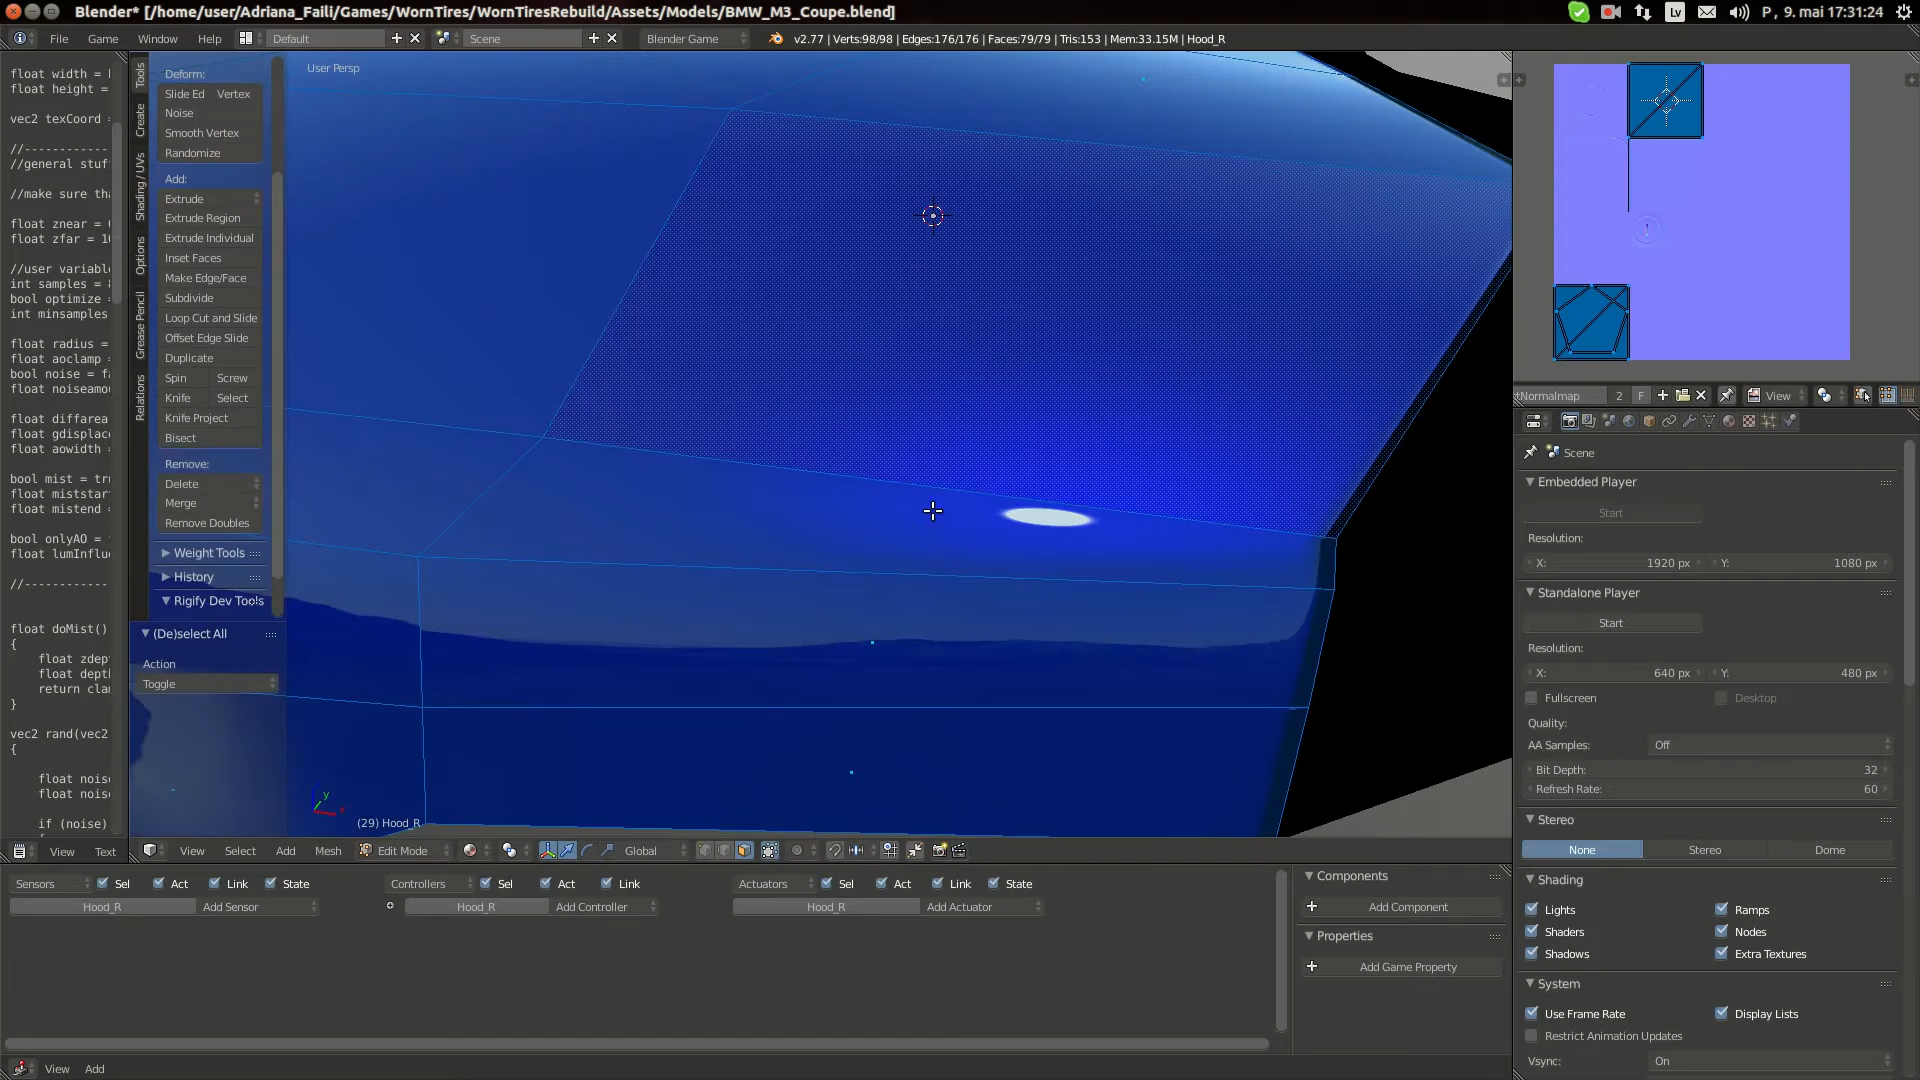 Blender* [/home/user/Adriana_Faili/Games/WornTires/WornTiresRebuild/Assets/Models/BMW_M3_Coupe.blend]
Lv
P , 9. mai 17:31:24
File
Game
Window
Help
Default
Scene
Blender Game
v2.77 | Verts:98/98 | Edges:176/176 | Faces:79/79 | Tris:153 | Mem:33.15M | Hood_R
float width =
float height =
vec2 texCoord =
//------------
//general stuf
//make sure tha
float znear =
float zfar = 10
//user variabl
int samples =
bool optimize =
int minsamples
float radius =
float aoclamp =
bool noise = fa
float noiseamou
float diffarea
float gdisplace
float aowidth =
bool mist = tru
float miststar
float mistend =
bool onlyAO =
float lumInflu
//------------
float doMist()
{
float zdept
float depth
return clam
}
vec2 rand(vec2
{
float noise
float noise
if (noise)
{
Tools
Create
Shading / UVs
Options
Grease Pencil
Relations
Deform:
Slide Ed
Vertex
Noise
Smooth Vertex
Randomize
Add:
Extrude
Extrude Region
Extrude Individual
Inset Faces
Make Edge/Face
Subdivide
Loop Cut and Slide
Offset Edge Slide
Duplicate
Spin
Screw
Knife
Select
Knife Project
Bisect
Remove:
Delete
Merge
Remove Doubles
Weight Tools
History
Rigify Dev Tools
(De)select All
Action
Toggle
User Persp
y
(29) Hood_R
View
Text
View
Select
Add
Mesh
Edit Mode
Global
tNormalmap
2
F
View
Scene
Embedded Player
Start
Resolution:
X:
1920 px
Y:
1080 px
Standalone Player
Start
Resolution:
X:
640 px
Y:
480 px
Fullscreen
Desktop
Quality:
AA Samples:
Off
Bit Depth:
32
Refresh Rate:
60
Stereo
None
Stereo
Dome
Shading
Lights
Ramps
Shaders
Nodes
Shadows
Extra Textures
System
Use Frame Rate
Display Lists
Restrict Animation Updates
Vsync:
On
Sensors
Sel
Act
Link
State
Hood_R
Add Sensor
Controllers
Sel
Act
Link
Hood_R
Add Controller
Actuators
Sel
Act
Link
State
Hood_R
Add Actuator
Components
Add Component
Properties
Add Game Property
View
Add